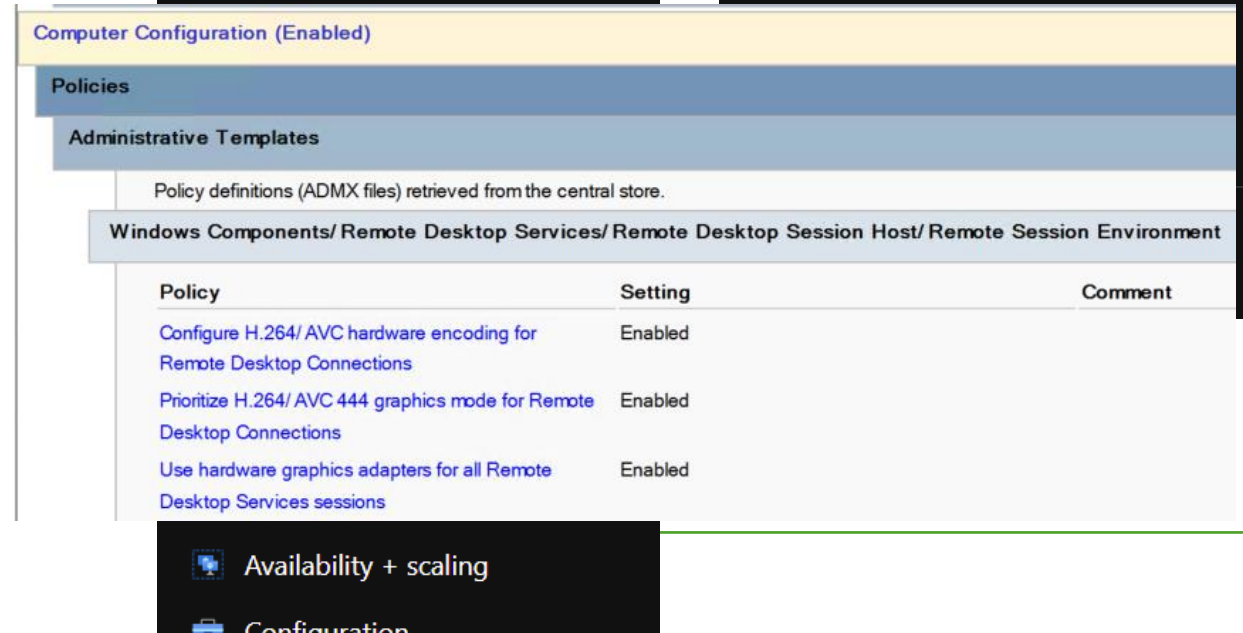 Computer Configuration (Enabled)
Policies
Administrative Templates
Policy definitions (ADMX files) retrieved from the central store.
Windows Components/ Remote Desktop Services/ Remote Desktop Session Host/ Remote Session Environment
Policy Setting Comment
Configure H.264/ AVC hardware encoding for Enabled
Remote Desktop Connections
Prioritize H.264/ AVC 444 graphics mode for Remote Enabled
Desktop Connections
Use hardware graphics adapters for all Remote Enabled
Desktop Services sessions
Availability + scaling
Configuration